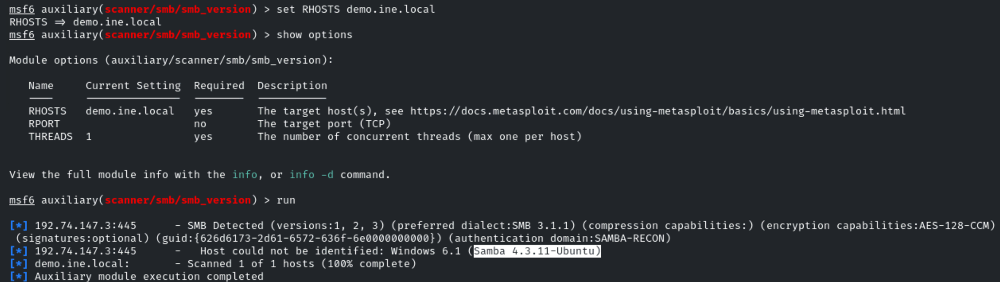 msf6 auxiliary(scanner/smb/smb_version) > set RHOSTS demo.ine.local
RHOSTS => demo.ine.local
msf6 auxiliary(scanner/smb/smb_version) > show options
Module options (auxiliary/scanner/smb/smb_version):
Name     Current Setting  Required  Description
----     ---------------  --------  -----------
RHOSTS   demo.ine.local   yes       The target host(s), see https://docs.metasploit.com/docs/using-metasploit/basics/using-metasploit.html
RPORT                     no        The target port (TCP)
THREADS  1                yes       The number of concurrent threads (max one per host)
View the full module info with the info, or info -d command.
msf6 auxiliary(scanner/smb/smb_version) > run
[*] 192.74.147.3:445      - SMB Detected (versions:1, 2, 3) (preferred dialect:SMB 3.1.1) (compression capabilities:) (encryption capabilities:AES-128-CCM)
(signatures:optional) (guid:{626d6173-2d61-6572-636f-6e0000000000}) (authentication domain:SAMBA-RECON)
[*] 192.74.147.3:445      -   Host could not be identified: Windows 6.1 (Samba 4.3.11-Ubuntu)
[*] demo.ine.local:       - Scanned 1 of 1 hosts (100% complete)
[*] Auxiliary module execution completed